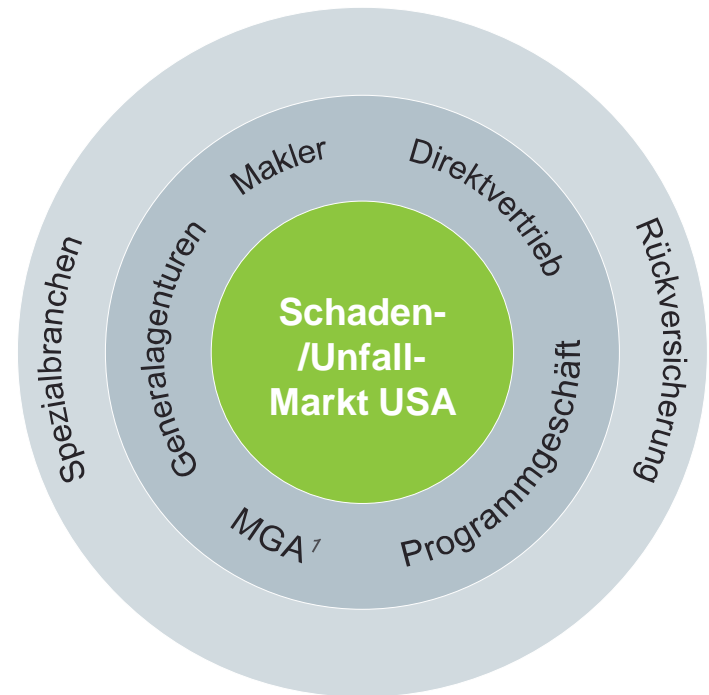 Makler
Direktvertrieb
Generalagenturen
Spezialbranchen
Schaden-
/Unfall-
Markt USA
Rückversicherung
Programmgeschäft
MGA 1